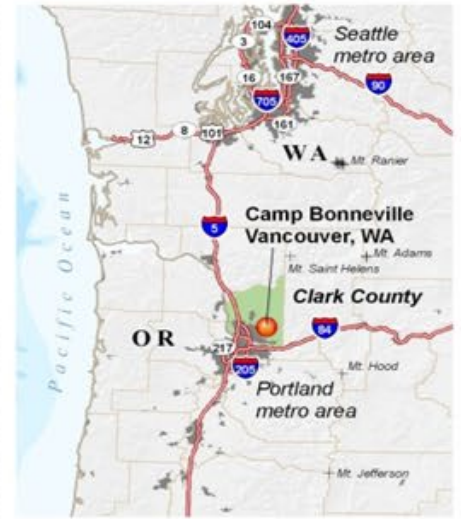 104
405
3
Seattle
metro area
16
167
90
705
161
12
8
101
WA
Mt. Ranier
Pacific Ocean
Camp Bonneville
Vancouver, WA
5
Mt. Adams
Mt. Saint Helens
Clark County
OR
84
217
205
Mt. Hood
Portland
metro area
Mt. Jefferson